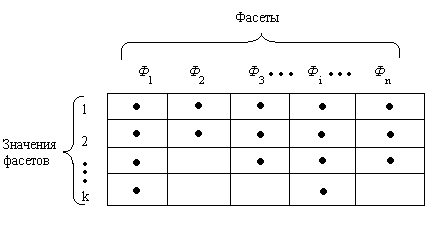 Фасеты
Ф1 Ф2 Ф3 • • • Фi • • • Фn
Значения
фасетов
1
2
k